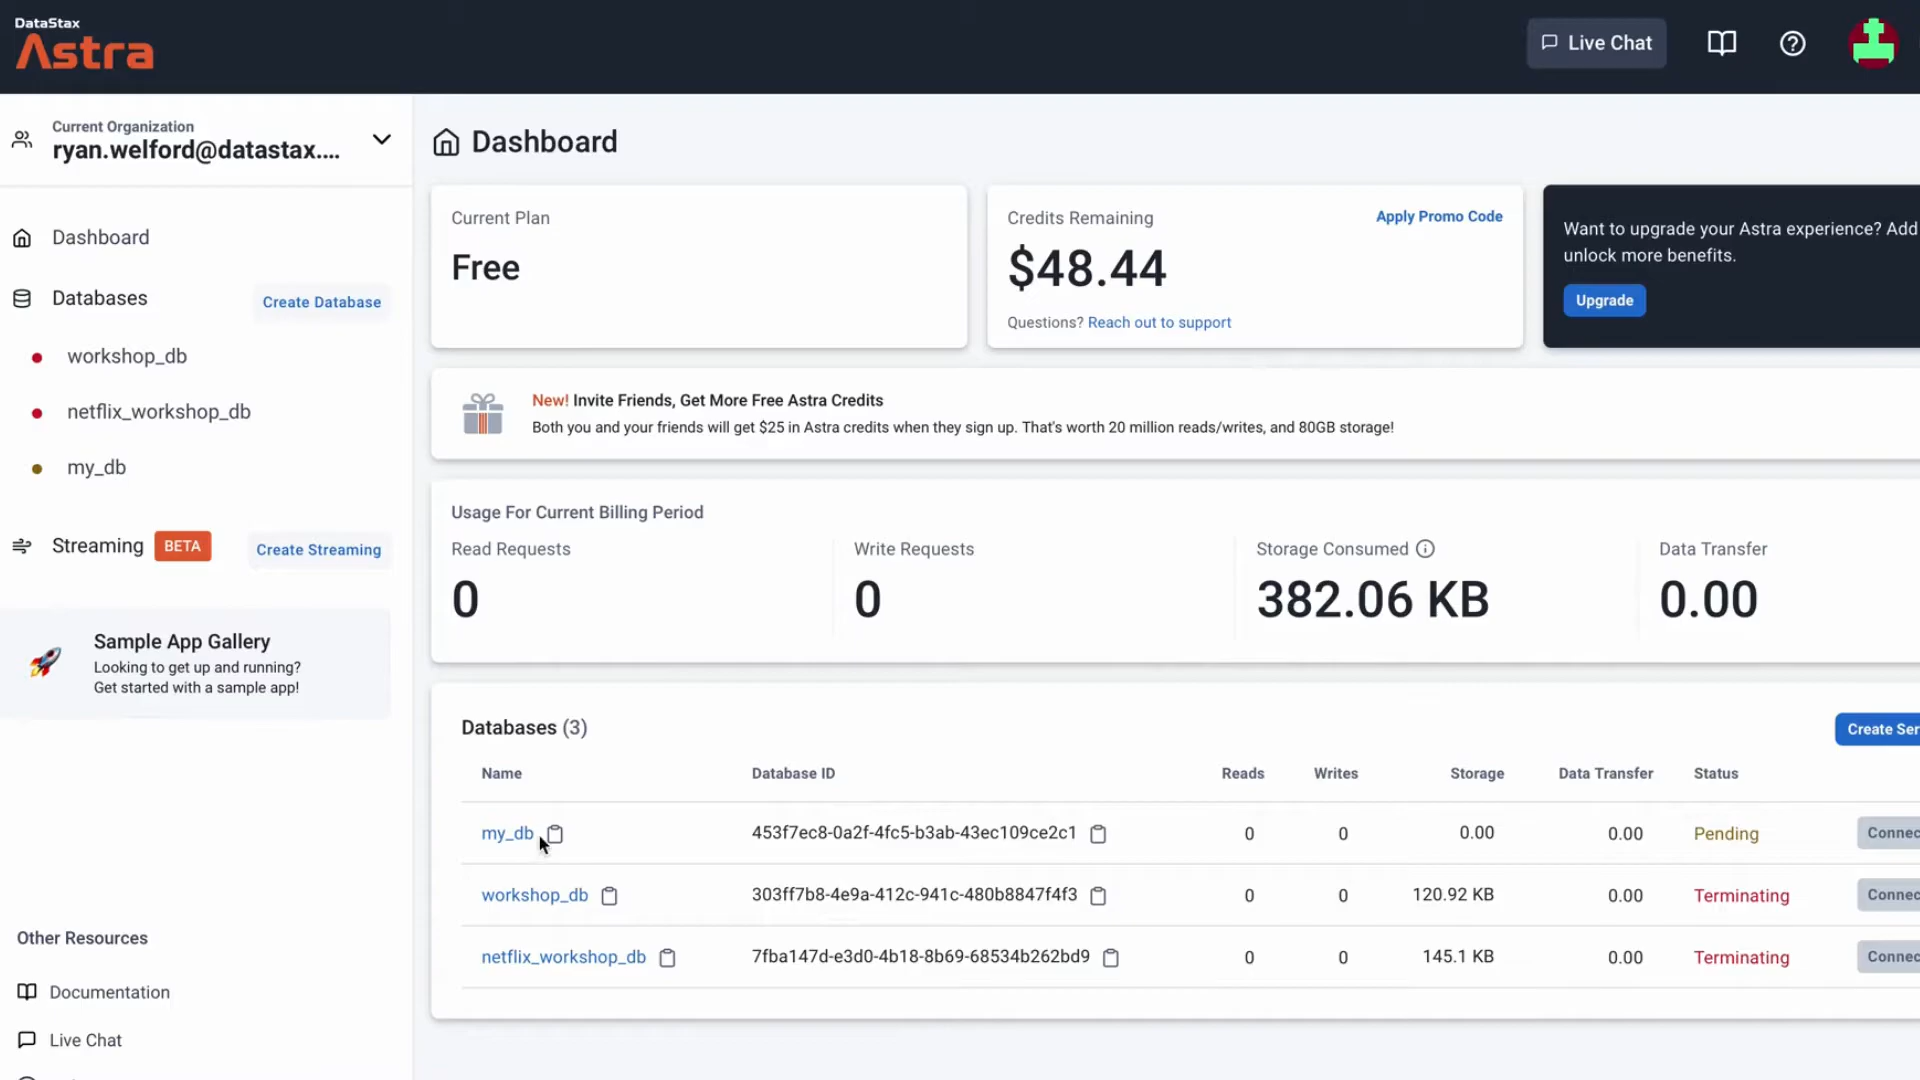 DataStax
Astra
Live Chat
Current Organization
ryan.welford@datastax....
Dashboard
Databases
Create Database
workshop_db
netflix_workshop_db
my_db
Streaming
BETA
Create Streaming
Sample App Gallery
Looking to get up and running?
Get started with a sample app!
Other Resources
Documentation
Live Chat
Dashboard
Current Plan
Free
Credits Remaining
Apply Promo Code
$48.44
Questions? Reach out to support
Want to upgrade your Astra experience? Add
unlock more benefits.
Upgrade
New! Invite Friends, Get More Free Astra Credits
Both you and your friends will get $25 in Astra credits when they sign up. That's worth 20 million reads/writes, and 80GB storage!
Usage For Current Billing Period
Read Requests
0
Write Requests
0
Storage Consumed
382.06 KB
Data Transfer
0.00
Databases (3)
Create Ser
Name Database ID Reads Writes Storage Data Transfer Status
my_db 453f7ec8-0a2f-4fc5-b3ab-43ec109ce2c1 0 0 0.00 0.00 Pending Connec
workshop_db 303ff7b8-4e9a-412c-941c-480b8847f4f3 0 0 120.92 KB 0.00 Terminating Connec
netflix_workshop_db 7fba147d-e3d0-4b18-8b69-68534b262bd9 0 0 145.1 KB 0.00 Terminating Connec